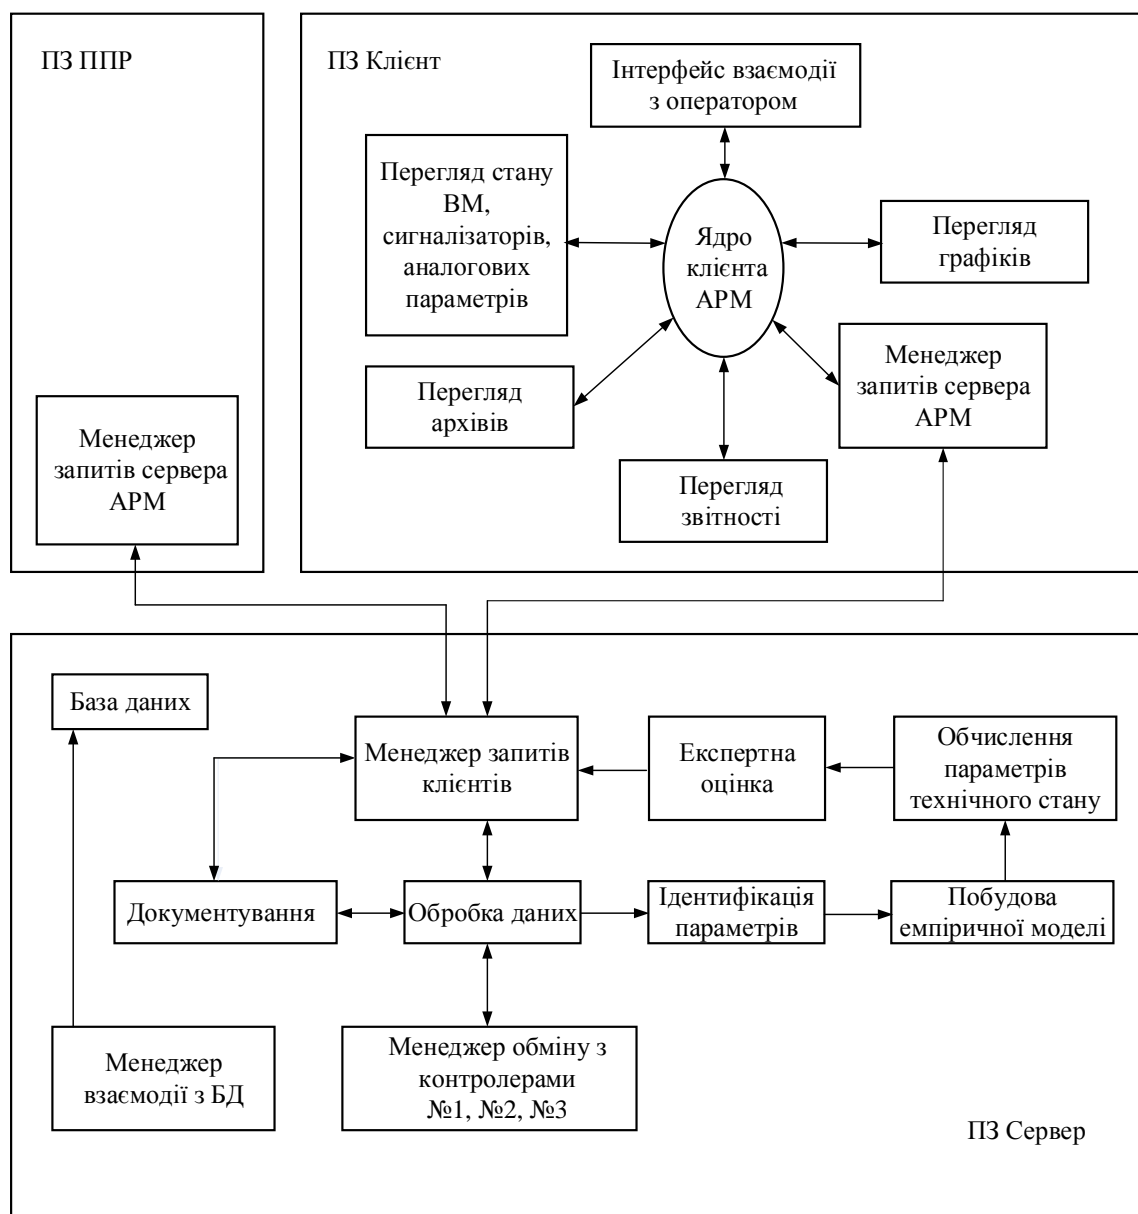 ПЗ ППР
Менеджер
запитів сервера
АРМ
ПЗ Клієнт
Інтерфейс взаємодії
з оператором
Перегляд стану
ВМ,
сигналізаторів,
аналогових
параметрів
Ядро
клієнта
АРМ
Перегляд
графіків
Перегляд
архівів
Менеджер
запитів сервера
АРМ
Перегляд
звітності
База даних
Менеджер запитів
клієнтів
Експертна
оцінка
Обчислення
параметрів
технічного стану
Документування
Обробка даних
Ідентифікація
параметрів
Побудова
емпіричної моделі
Менеджер
взаємодії з БД
Менеджер обміну з
контролерами
№1, №2, №3
ПЗ Сервер